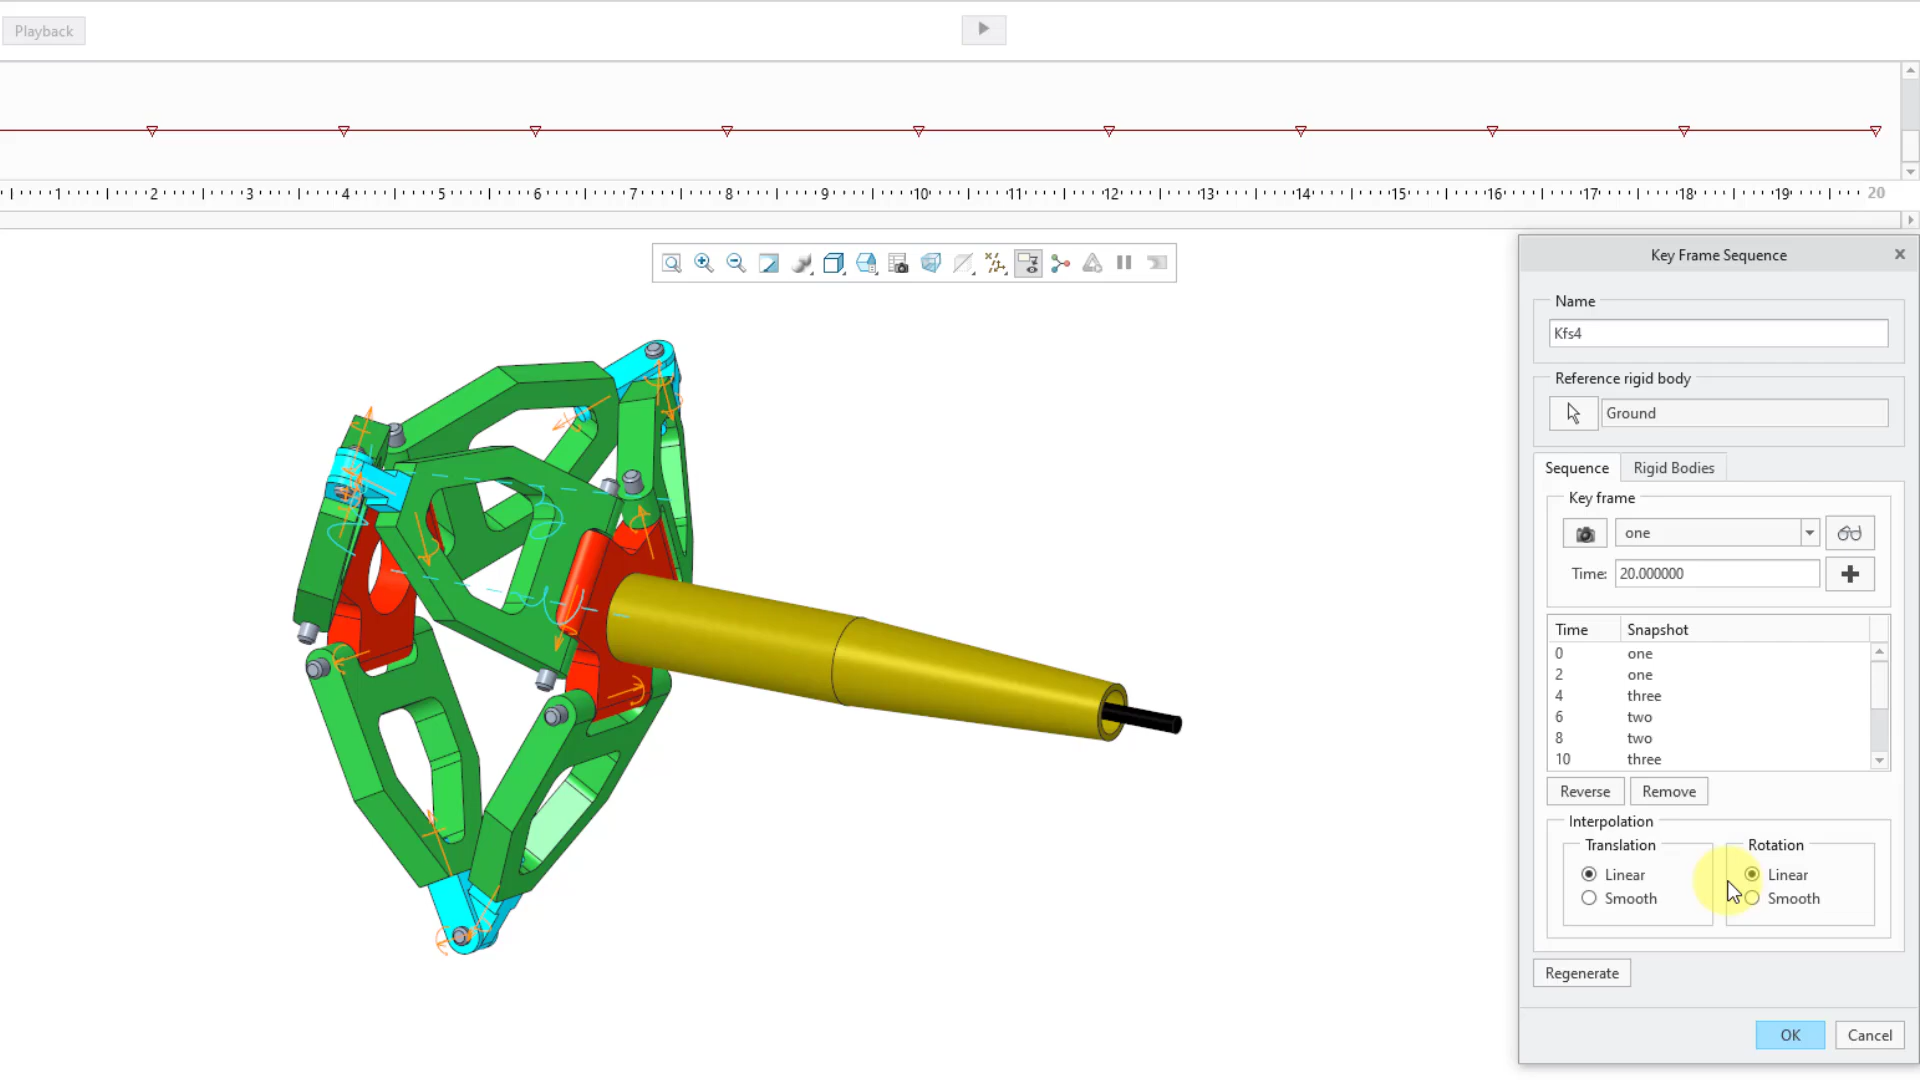 Playback
1 2 3 4 5 6 7 8 9 10 11 12 13 14 15 16 17 18 19 20
Key Frame Sequence
Name
Kfs4
Reference rigid body
Ground
Sequence Rigid Bodies
Key frame
one
Time: 20.000000
Time Snapshot
0 one
2 one
4 three
6 two
8 two
10 three
Reverse Remove
Interpolation
Translation Rotation
Linear Linear
Smooth Smooth
Regenerate
OK Cancel